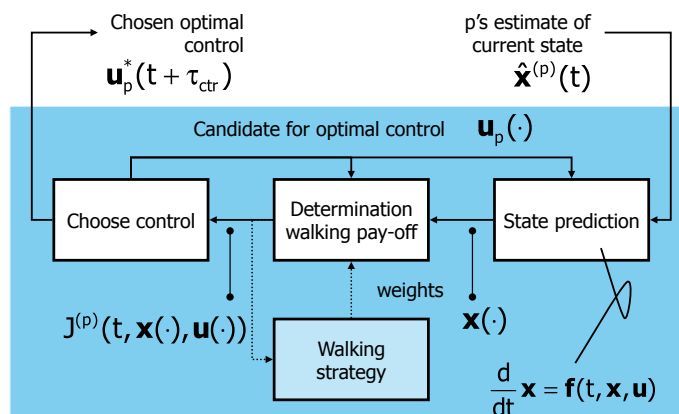 Chosen optimal
control
u*ₚ(t + τ_ctr)
p's estimate of
current state
x̂⁽ᵖ⁾(t)
Candidate for optimal control uₚ(·)
Choose control
Determination
walking pay-off
State prediction
weights
J⁽ᵖ⁾(t, x(·), u(·))
x(·)
Walking
strategy
d/dt x = f(t, x, u)